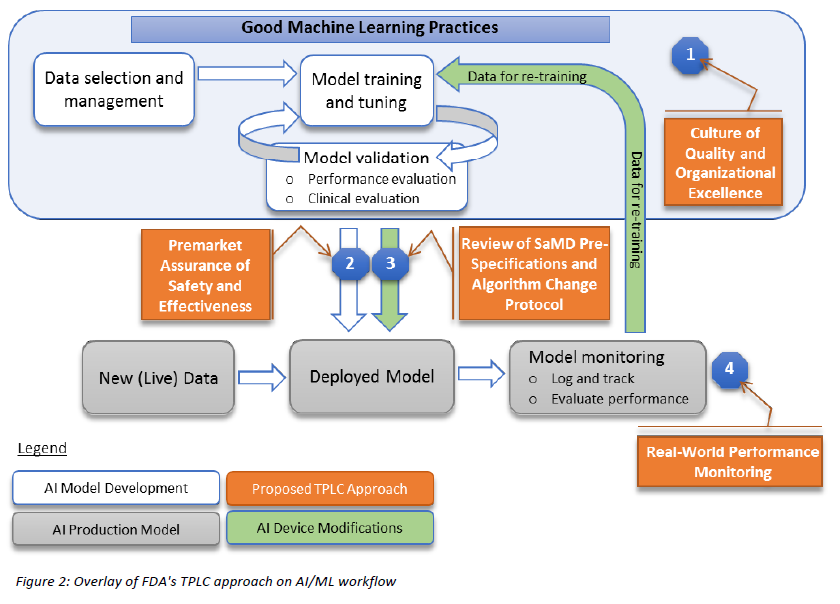 Good Machine Learning Practices
Data selection and
management
Model training
and tuning
Data for re-training
1
Culture of
Quality and
Organizational
Excellence
Model validation
o Performance evaluation
o Clinical evaluation
Data for re-training
Premarket
Assurance of
Safety and
Effectiveness
2
3
Review of SaMD Pre-
Specifications and
Algorithm Change
Protocol
New (Live) Data
Deployed Model
Model monitoring
o Log and track
o Evaluate performance
4
Real-World Performance
Monitoring
Legend
AI Model Development
Proposed TPLC Approach
AI Production Model
AI Device Modifications
Figure 2: Overlay of FDA's TPLC approach on AI/ML workflow